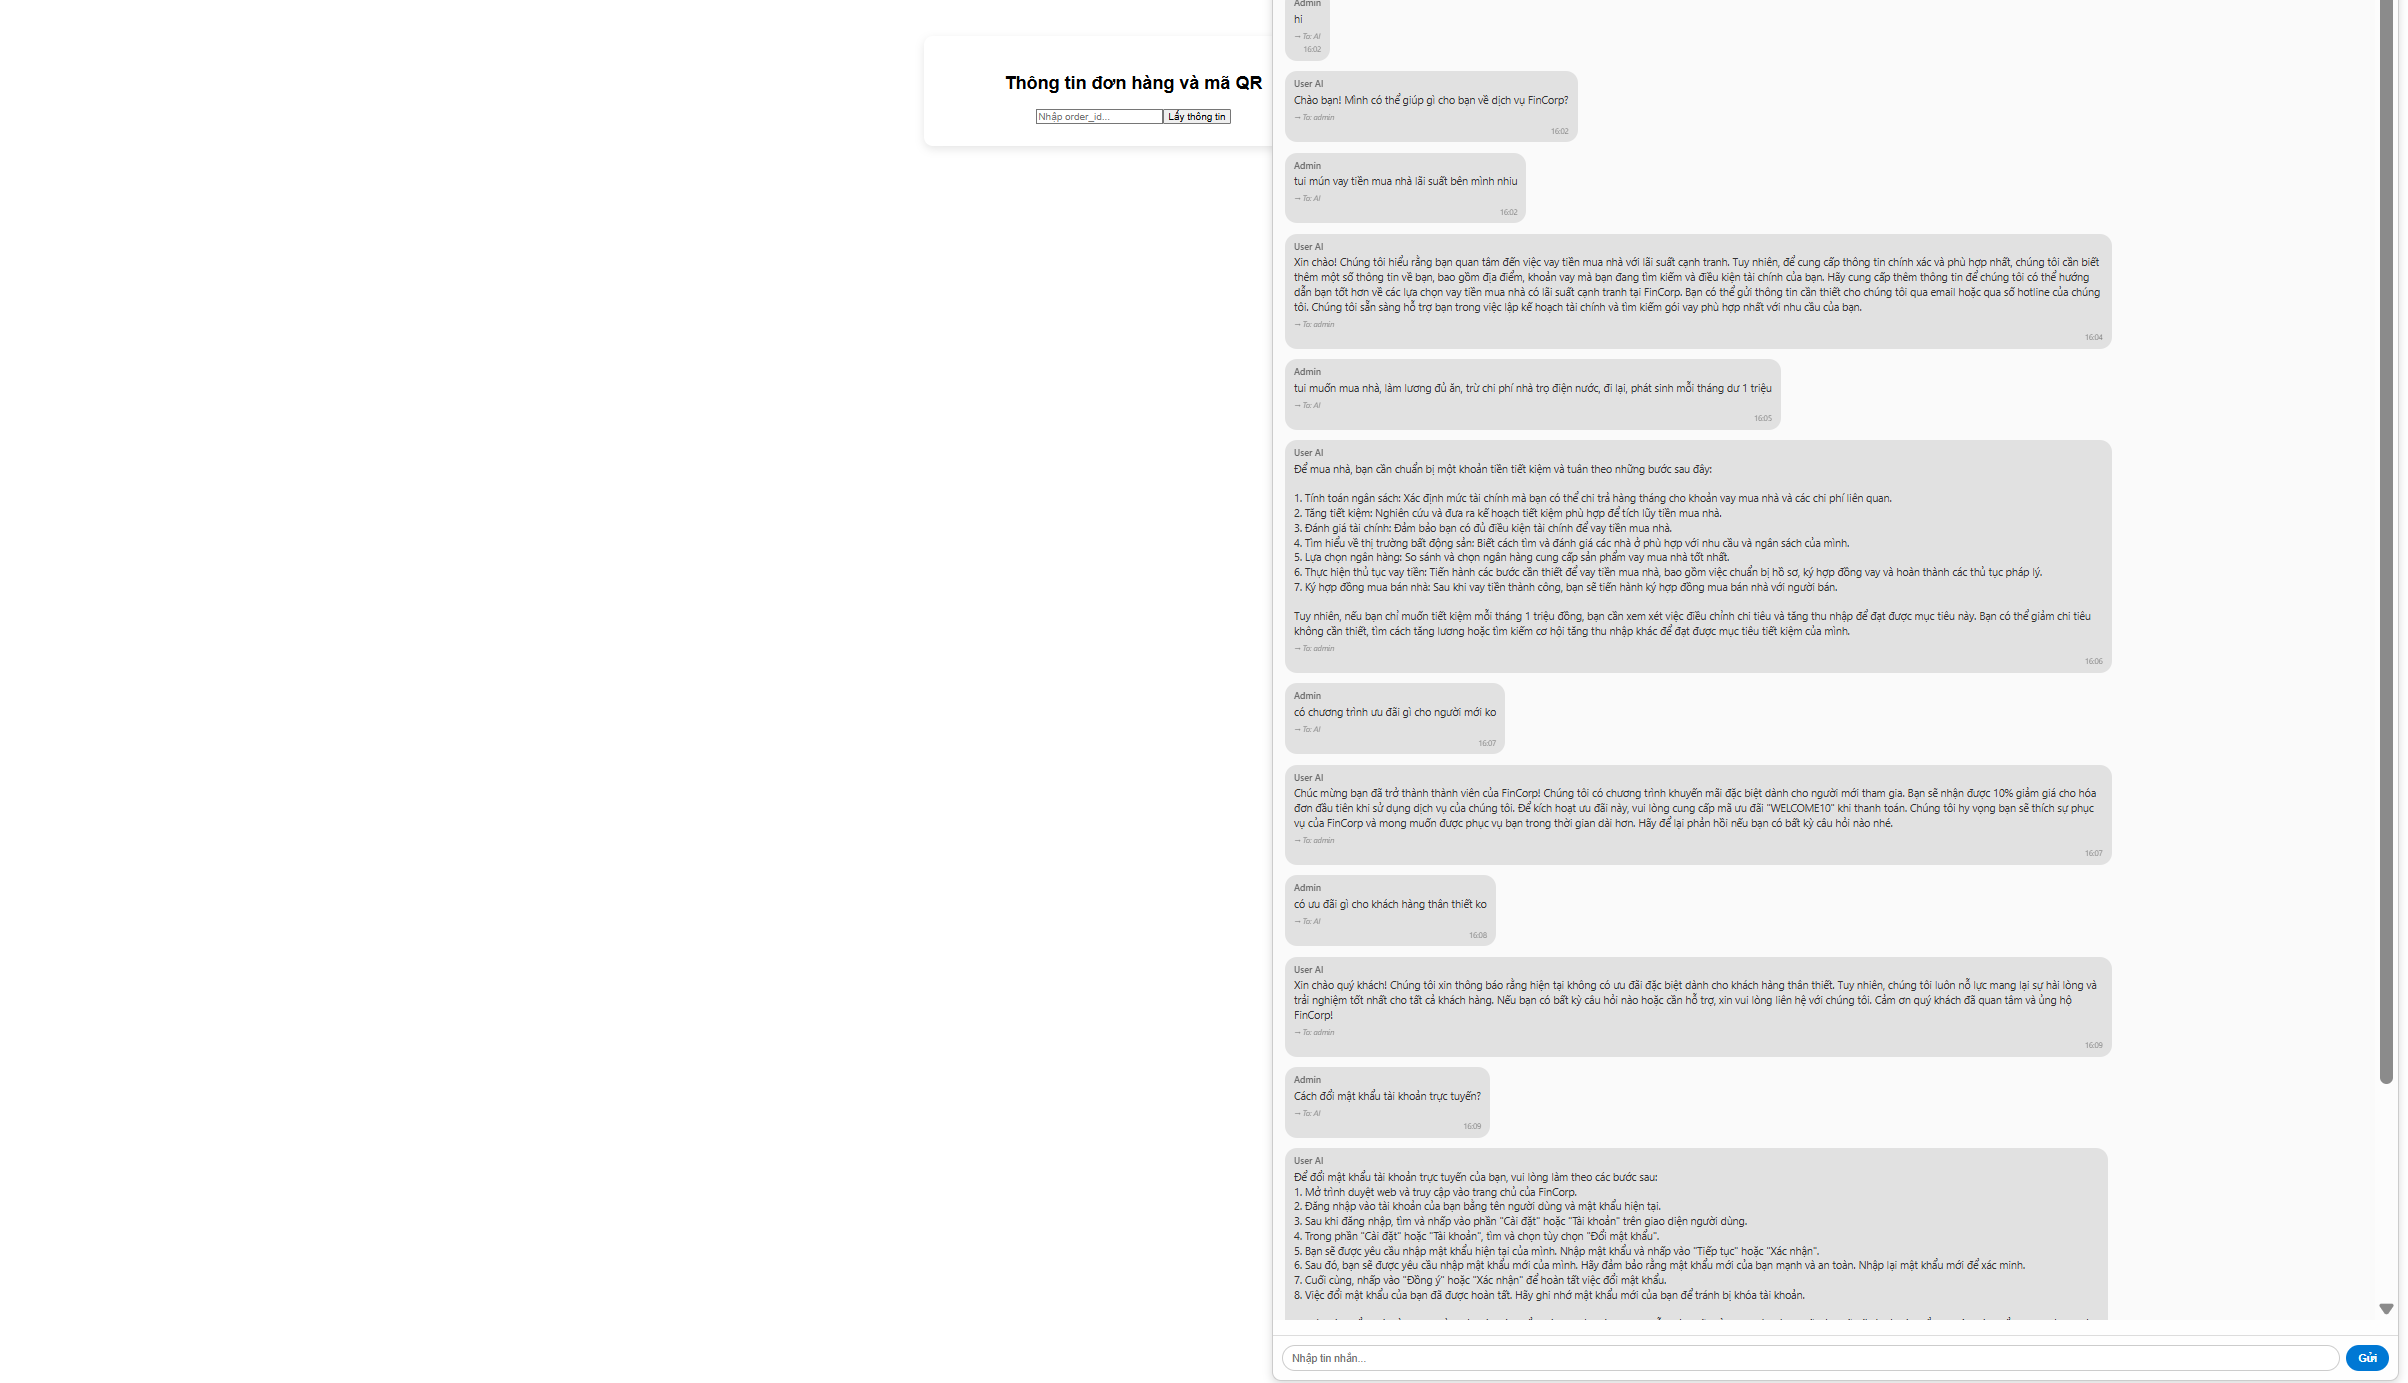 Thông tin đơn hàng và mã QR
Nhập order_id...
Lấy thông tin
Admin
hi
→ To: AI
16:02
User AI
Chào bạn! Mình có thể giúp gì cho bạn về dịch vụ FinCorp?
→ To: admin
16:02
Admin
tui mún vay tiền mua nhà lãi suất bên mình nhiu
→ To: AI
16:02
User AI
Xin chào! Chúng tôi hiểu rằng bạn quan tâm đến việc vay tiền mua nhà với lãi suất cạnh tranh. Tuy nhiên, để cung cấp thông tin chính xác và phù hợp nhất, chúng tôi cần biết
thêm một số thông tin về bạn, bao gồm địa điểm, khoản vay mà bạn đang tìm kiếm và điều kiện tài chính của bạn. Hãy cung cấp thêm thông tin để chúng tôi có thể hướng
dẫn bạn tốt hơn về các lựa chọn vay tiền mua nhà có lãi suất cạnh tranh tại FinCorp. Bạn có thể gửi thông tin cần thiết cho chúng tôi qua email hoặc qua số hotline của chúng
tôi. Chúng tôi sẵn sàng hỗ trợ bạn trong việc lập kế hoạch tài chính và tìm kiếm gói vay phù hợp nhất với nhu cầu của bạn.
→ To: admin
16:04
Admin
tui muốn mua nhà, làm lương đủ ăn, trừ chi phí nhà trọ điện nước, đi lại, phát sinh mỗi tháng dư 1 triệu
→ To: AI
16:05
User AI
Để mua nhà, bạn cần chuẩn bị một khoản tiền tiết kiệm và tuân theo những bước sau đây:
1. Tính toán ngân sách: Xác định mức tài chính mà bạn có thể chi trả hàng tháng cho khoản vay mua nhà và các chi phí liên quan.
2. Tăng tiết kiệm: Nghiên cứu và đưa ra kế hoạch tiết kiệm phù hợp để tích lũy tiền mua nhà.
3. Đánh giá tài chính: Đảm bảo bạn có đủ điều kiện tài chính để vay tiền mua nhà.
4. Tìm hiểu về thị trường bất động sản: Biết cách tìm và đánh giá các nhà ở phù hợp với nhu cầu và ngân sách của mình.
5. Lựa chọn ngân hàng: So sánh và chọn ngân hàng cung cấp sản phẩm vay mua nhà tốt nhất.
6. Thực hiện thủ tục vay tiền: Tiến hành các bước cần thiết để vay tiền mua nhà, bao gồm việc chuẩn bị hồ sơ, ký hợp đồng vay và hoàn thành các thủ tục pháp lý.
7. Ký hợp đồng mua bán nhà: Sau khi vay tiền thành công, bạn sẽ tiến hành ký hợp đồng mua bán nhà với người bán.
Tuy nhiên, nếu bạn chỉ muốn tiết kiệm mỗi tháng 1 triệu đồng, bạn cần xem xét việc điều chỉnh chi tiêu và tăng thu nhập để đạt được mục tiêu này. Bạn có thể giảm chi tiêu
không cần thiết, tìm cách tăng lương hoặc tìm kiếm cơ hội tăng thu nhập khác để đạt được mục tiêu tiết kiệm của mình.
→ To: admin
16:06
Admin
có chương trình ưu đãi gì cho người mới ko
→ To: AI
16:07
User AI
Chúc mừng bạn đã trở thành thành viên của FinCorp! Chúng tôi có chương trình khuyến mãi đặc biệt dành cho người mới tham gia. Bạn sẽ nhận được 10% giảm giá cho hóa
đơn đầu tiên khi sử dụng dịch vụ của chúng tôi. Để kích hoạt ưu đãi này, vui lòng cung cấp mã ưu đãi "WELCOME10" khi thanh toán. Chúng tôi hy vọng bạn sẽ thích sự phục
vụ của FinCorp và mong muốn được phục vụ bạn trong thời gian dài hơn. Hãy để lại phản hồi nếu bạn có bất kỳ câu hỏi nào nhé.
→ To: admin
16:07
Admin
có ưu đãi gì cho khách hàng thân thiết ko
→ To: AI
16:08
User AI
Xin chào quý khách! Chúng tôi xin thông báo rằng hiện tại không có ưu đãi đặc biệt dành cho khách hàng thân thiết. Tuy nhiên, chúng tôi luôn nỗ lực mang lại sự hài lòng và
trải nghiệm tốt nhất cho tất cả khách hàng. Nếu bạn có bất kỳ câu hỏi nào hoặc cần hỗ trợ, xin vui lòng liên hệ với chúng tôi. Cảm ơn quý khách đã quan tâm và ủng hộ
FinCorp!
→ To: admin
16:09
Admin
Cách đổi mật khẩu tài khoản trực tuyến?
→ To: AI
16:09
User AI
Để đổi mật khẩu tài khoản trực tuyến của bạn, vui lòng làm theo các bước sau:
1. Mở trình duyệt web và truy cập vào trang chủ của FinCorp.
2. Đăng nhập vào tài khoản của bạn bằng tên người dùng và mật khẩu hiện tại.
3. Sau khi đăng nhập, tìm và nhấp vào phần "Cài đặt" hoặc "Tài khoản" trên giao diện người dùng.
4. Trong phần "Cài đặt" hoặc "Tài khoản", tìm và chọn tùy chọn "Đổi mật khẩu".
5. Bạn sẽ được yêu cầu nhập mật khẩu hiện tại của mình. Nhập mật khẩu và nhấp vào "Tiếp tục" hoặc "Xác nhận".
6. Sau đó, bạn sẽ được yêu cầu nhập mật khẩu mới của mình. Hãy đảm bảo rằng mật khẩu mới của bạn mạnh và an toàn. Nhập lại mật khẩu mới để xác minh.
7. Cuối cùng, nhấp vào "Đồng ý" hoặc "Xác nhận" để hoàn tất việc đổi mật khẩu.
8. Việc đổi mật khẩu của bạn đã được hoàn tất. Hãy ghi nhớ mật khẩu mới của bạn để tránh bị khóa tài khoản.
Nhập tin nhắn...
Gửi